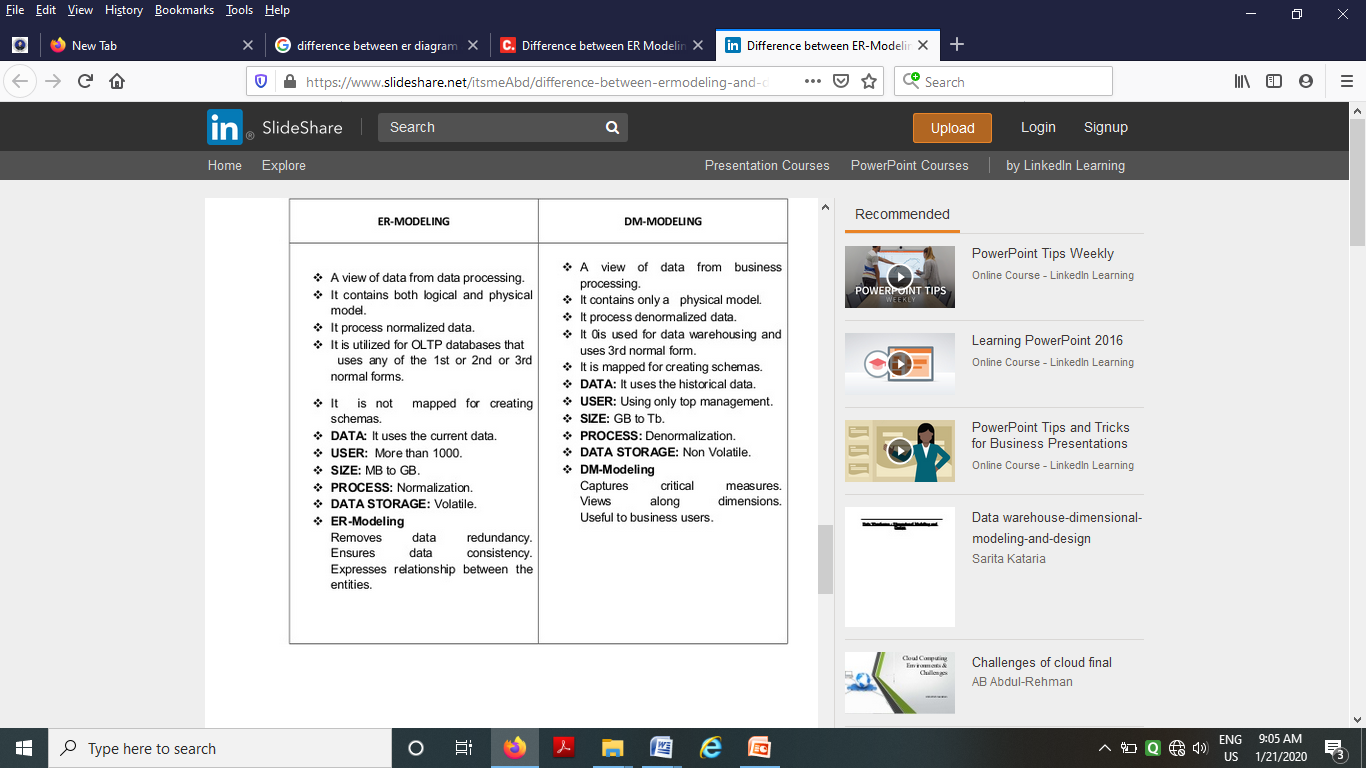 File Edit View History Bookmarks Tools Help
New Tab
difference between er diagram
Difference between ER Modelin
Difference between ER-Modelin
https://www.slideshare.net/itsmeAbd/difference-between-ermodeling-and-d
Search
in
SlideShare
Search
Upload
Login
Signup
Home
Explore
Presentation Courses
PowerPoint Courses
by LinkedIn Learning
ER-MODELING
❖ A view of data from data processing.
❖ It contains both logical and physical
model.
❖ It process normalized data.
❖ It is utilized for OLTP databases that
uses any of the 1st or 2nd or 3rd
normal forms.
❖ It is not mapped for creating
schemas.
❖ DATA: It uses the current data.
❖ USER: More than 1000.
❖ SIZE: MB to GB.
❖ PROCESS: Normalization.
❖ DATA STORAGE: Volatile.
❖ ER-Modeling
Removes data redundancy.
Ensures data consistency.
Expresses relationship between the
entities.
DM-MODELING
❖ A view of data from business
processing.
❖ It contains only a physical model.
❖ It process denormalized data.
❖ It 0is used for data warehousing and
uses 3rd normal form.
❖ It is mapped for creating schemas.
❖ DATA: It uses the historical data.
❖ USER: Using only top management.
❖ SIZE: GB to Tb.
❖ PROCESS: Denormalization.
❖ DATA STORAGE: Non Volatile.
❖ DM-Modeling
Captures critical measures.
Views along dimensions.
Useful to business users.
Recommended
POWERPOINT TIPS
WEEKLY
PowerPoint Tips Weekly
Online Course - LinkedIn Learning
Learning PowerPoint 2016
Online Course - LinkedIn Learning
PowerPoint Tips and Tricks
for Business Presentations
Online Course - LinkedIn Learning
Data warehouse-dimensional-
modeling-and-design
Sarita Kataria
Cloud Computing
Environments &
Challenges
Challenges of cloud final
AB Abdul-Rehman
Type here to search
ENG
US
9:05 AM
1/21/2020
3